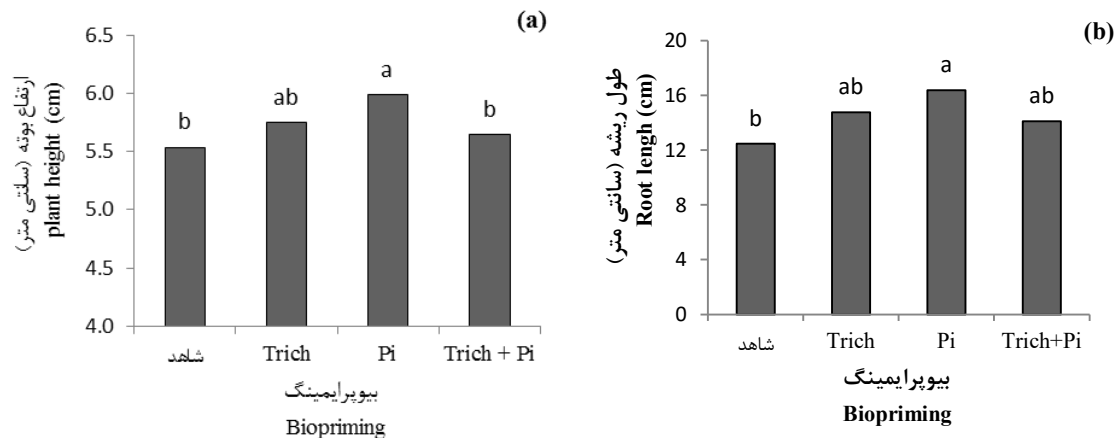 (a)
ارتفاع بوته (سانتی متر)
plant height (cm)
6.5
6.0
5.5
5.0
4.5
4.0
b
ab
a
b
شاهد
Trich
Pi
Trich + Pi
بیوپرایمینگ
Biopriming
(b)
طول ریشه (سانتی متر)
Root lengh (cm)
20
16
12
8
4
0
b
ab
a
ab
شاهد
Trich
Pi
Trich+Pi
بیوپرایمینگ
Biopriming